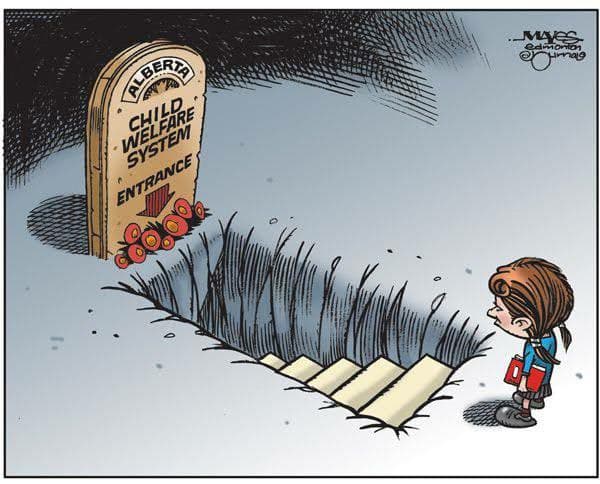 MAYES
edmonton
Journal
ALBERTA
CHILD
WELFARE
SYSTEM
ENTRANCE